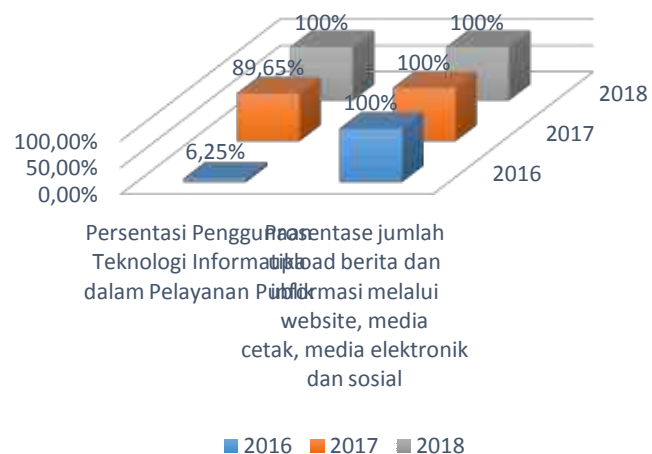 100% 100%
89,65% 100%
6,25% 100%
100,00%
50,00%
0,00%
2018
2017
2016
Persentasi Penggunaan
Teknologi Informatika
dalam Pelayanan Publik
Prosentase jumlah
upload berita dan
informasi melalui
website, media
cetak, media elektronik
dan sosial
2016 2017 2018